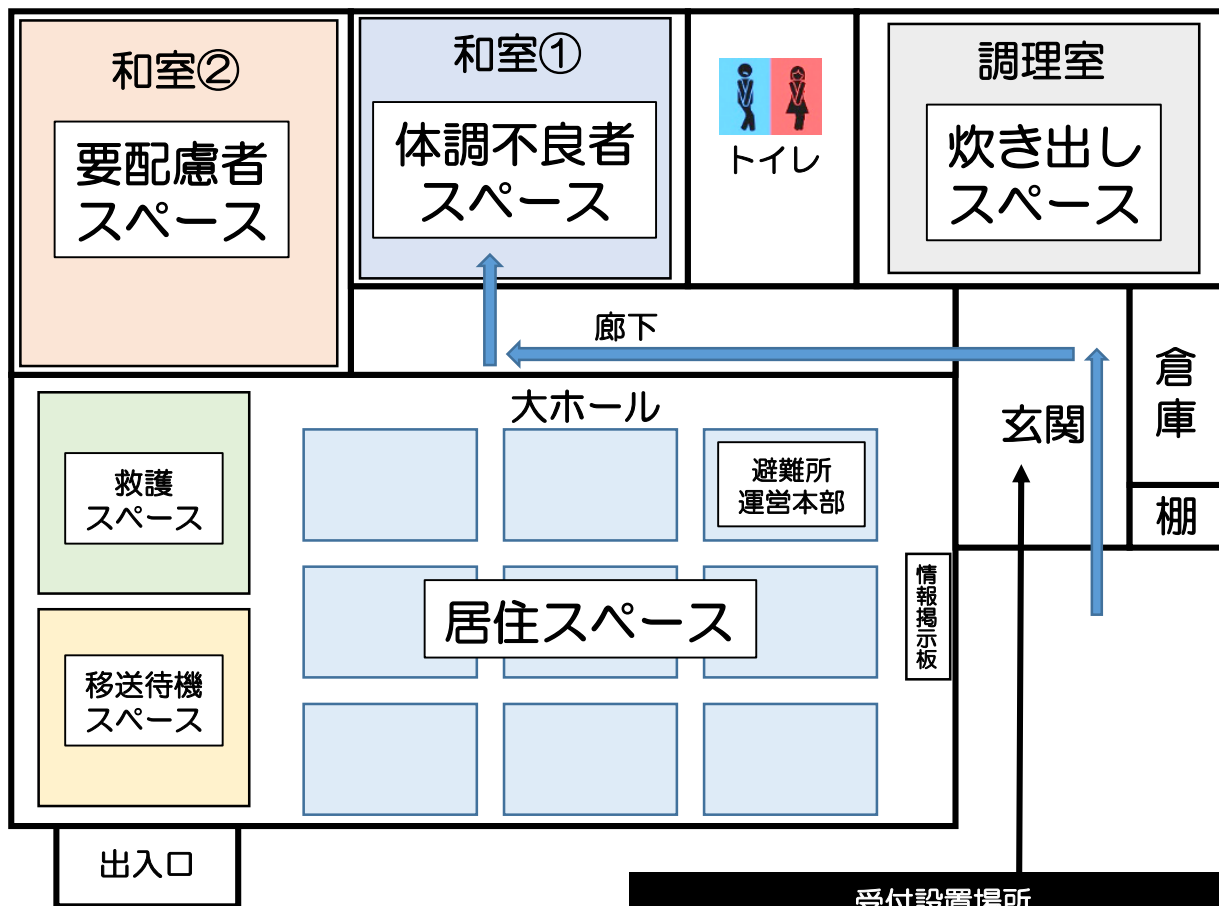 和室②
要配慮者
スペース
和室①
体調不良者
スペース
トイレ
調理室
炊き出し
スペース
廊下
玄関
倉庫
棚
大ホール
救護
スペース
避難所
運営本部
居住スペース
情報掲示板
移送待機
スペース
出入口
受付設置場所